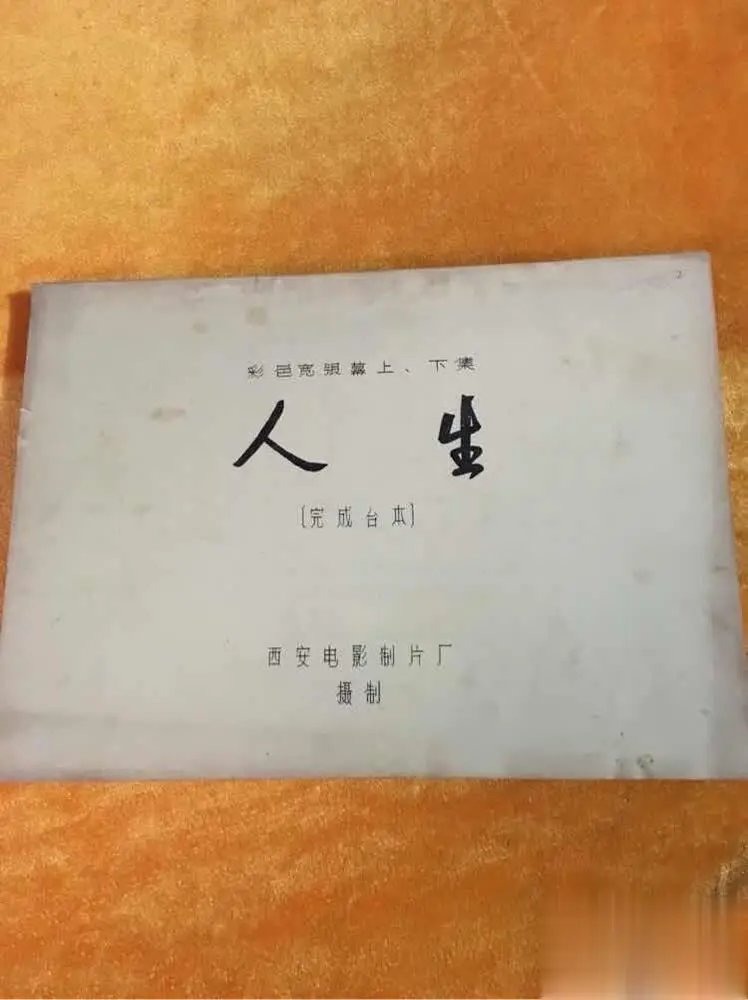 2
彩色宽银幕上、下集
人生
〔完成台本〕
西安电影制片厂
摄制